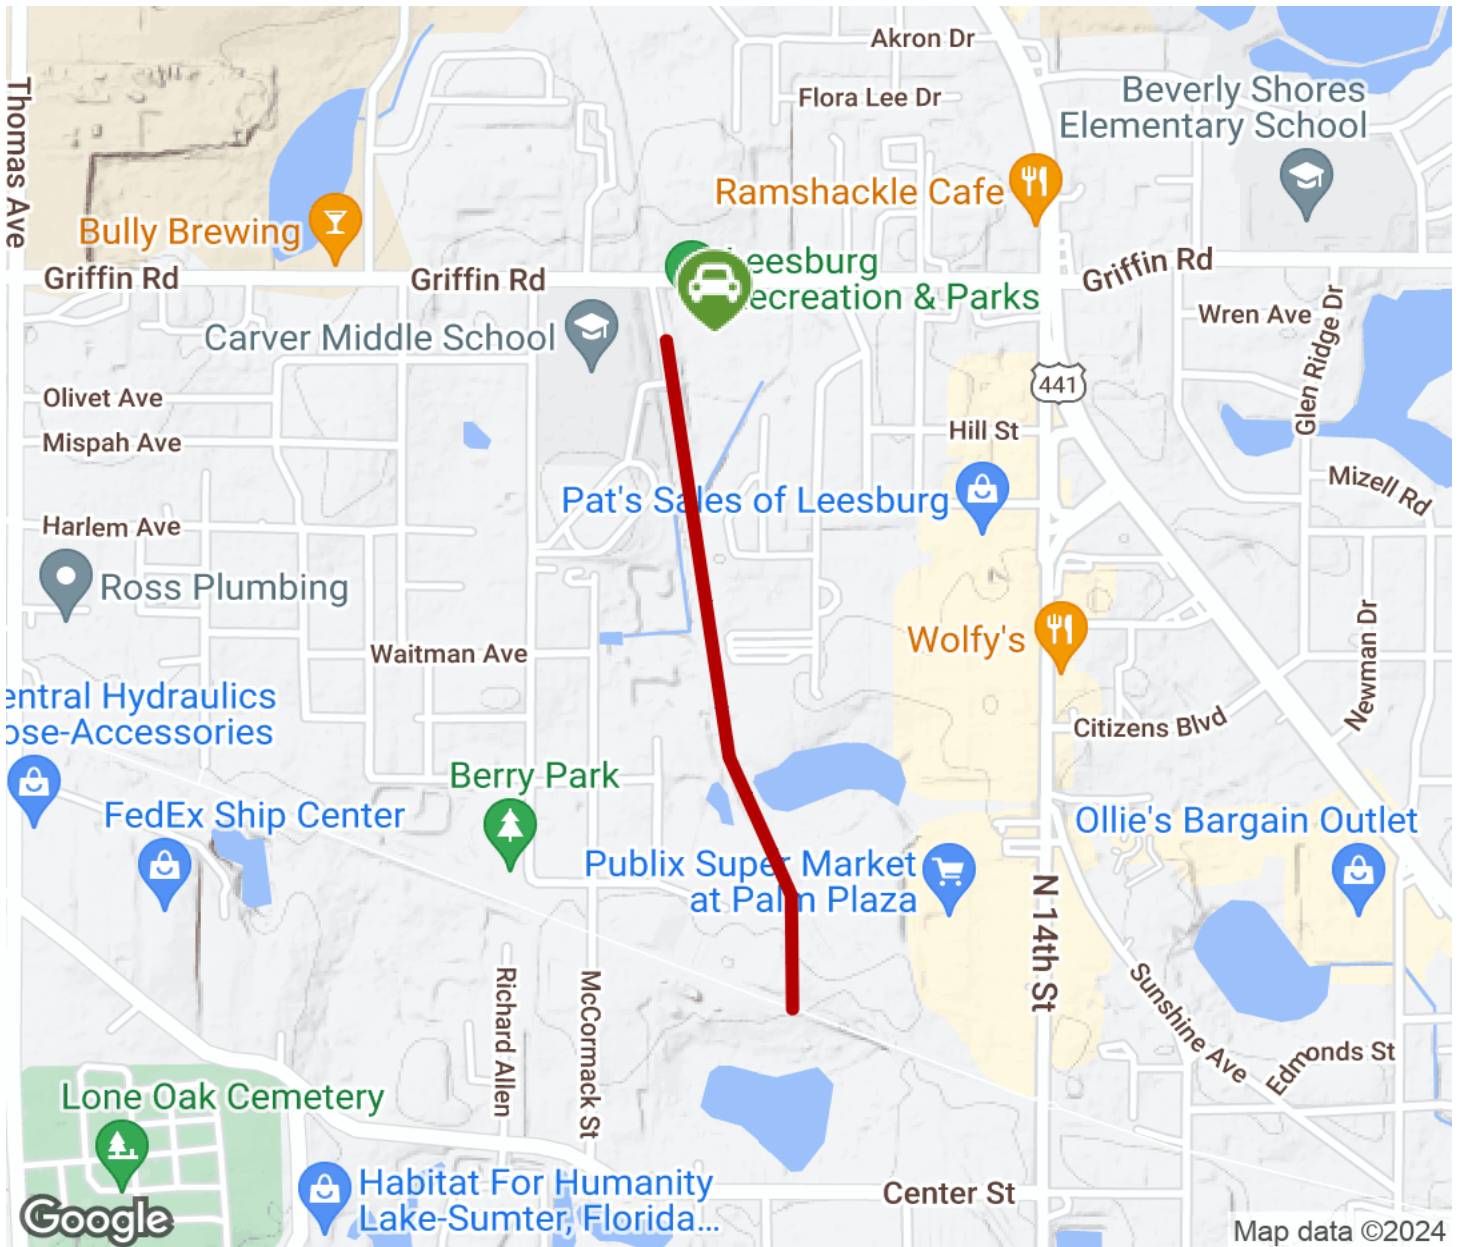 Akron Dr
Flora Lee Dr
Beverly Shores
Elementary School
Thomas Ave
Ramshackle Cafe
Bully Brewing
Griffin Rd
Griffin Rd
eesburg
ecreation & Parks
Griffin Rd
Wren Ave
Glen Ridge Dr
Carver Middle School
441
Olivet Ave
Mispah Ave
Hill St
Mizell Rd
Pat's Sales of Leesburg
Harlem Ave
Ross Plumbing
Wolfy's
Newman Dr
Waitman Ave
entral Hydraulics
ose-Accessories
Citizens Blvd
Berry Park
FedEx Ship Center
Ollie's Bargain Outlet
Publix Super Market
at Palm Plaza
N 14th St
Richard Allen
McCormack St
Sunshine Ave
Edmonds St
Lone Oak Cemetery
Habitat For Humanity
Lake-Sumter, Florida...
Center St
Google
Map data ©2024